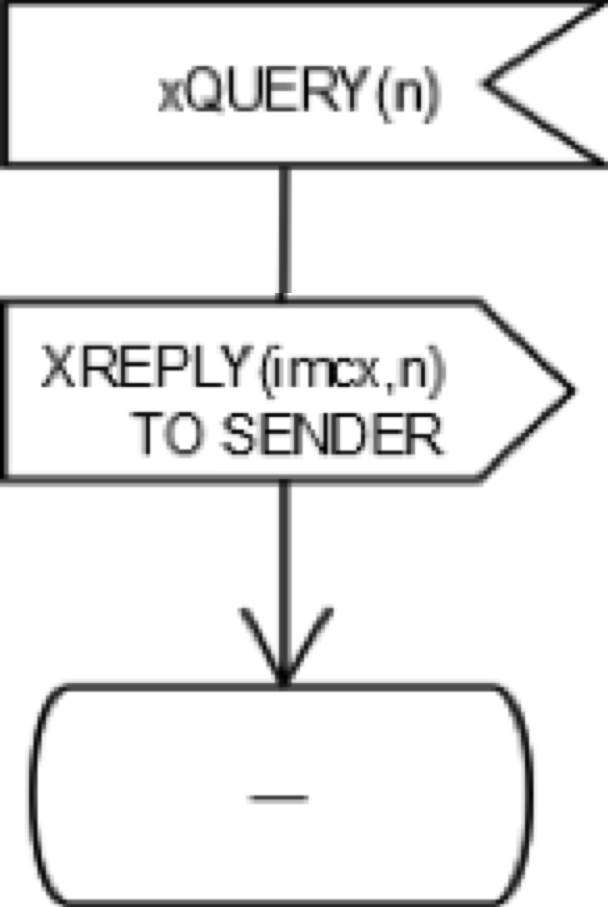 xQUERY(n)
XREPLY(imcx,n)
TO SENDER
—